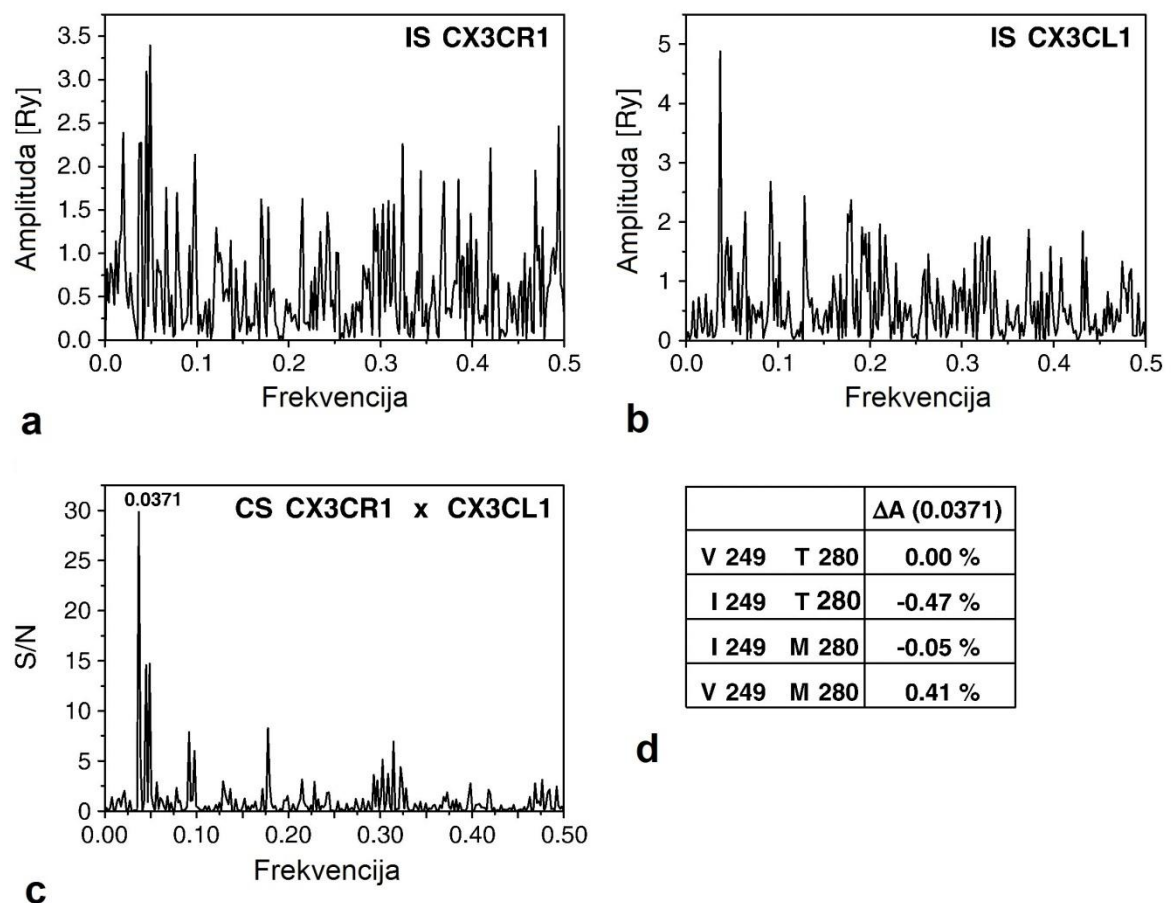 IS CX3CR1
Amplituda [Ry]
3.5
3.0
2.5
2.0
1.5
1.0
0.5
0.0
0.0 0.1 0.2 0.3 0.4 0.5
Frekvencija
a
IS CX3CL1
Amplituda [Ry]
5
4
3
2
1
0
0.0 0.1 0.2 0.3 0.4 0.5
Frekvencija
b
0.0371
CS CX3CR1 x CX3CL1
S/N
30
25
20
15
10
5
0
0.00 0.10 0.20 0.30 0.40 0.50
Frekvencija
c
ΔA (0.0371)
V 249 T 280 0.00 %
I 249 T 280 -0.47 %
I 249 M 280 -0.05 %
V 249 M 280 0.41 %
d